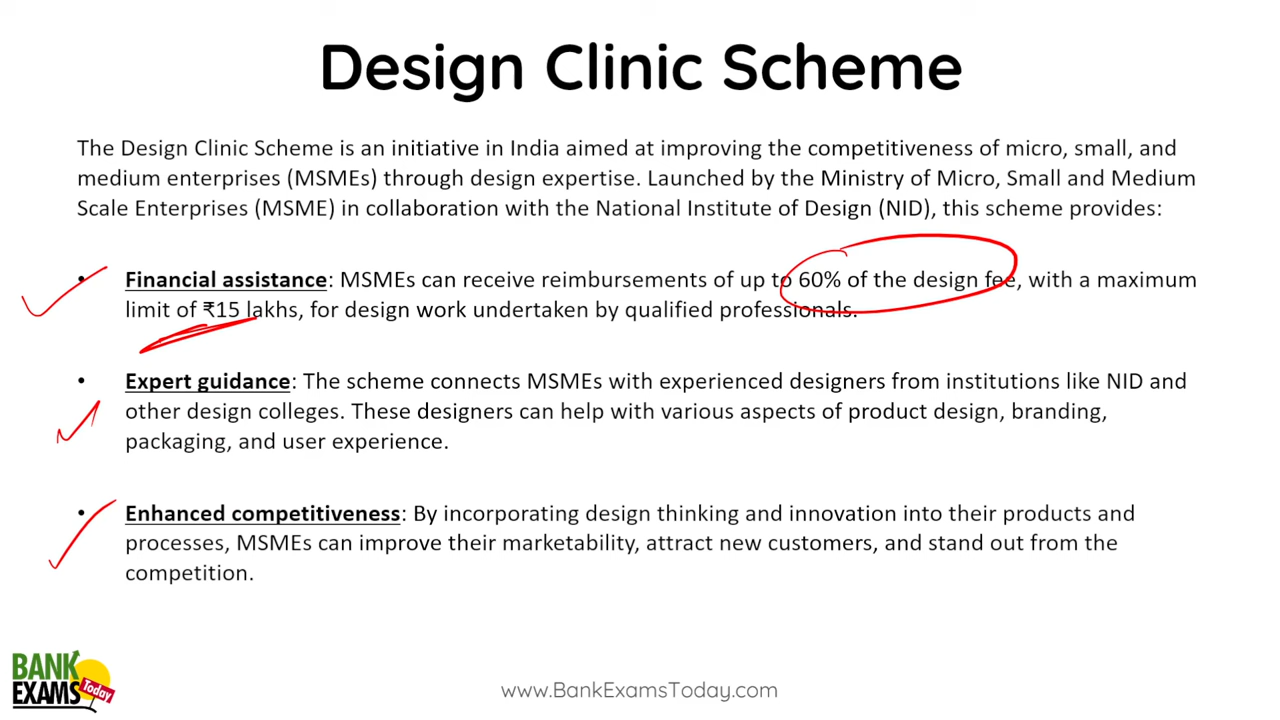 Design Clinic Scheme
The Design Clinic Scheme is an initiative in India aimed at improving the competitiveness of micro, small, and
medium enterprises (MSMEs) through design expertise. Launched by the Ministry of Micro, Small and Medium
Scale Enterprises (MSME) in collaboration with the National Institute of Design (NID), this scheme provides:
• Financial assistance: MSMEs can receive reimbursements of up to 60% of the design fee, with a maximum
limit of ₹15 lakhs, for design work undertaken by qualified professionals.
• Expert guidance: The scheme connects MSMEs with experienced designers from institutions like NID and
other design colleges. These designers can help with various aspects of product design, branding,
packaging, and user experience.
• Enhanced competitiveness: By incorporating design thinking and innovation into their products and
processes, MSMEs can improve their marketability, attract new customers, and stand out from the
competition.
BANK
EXAMS
Today
www.BankExamsToday.com